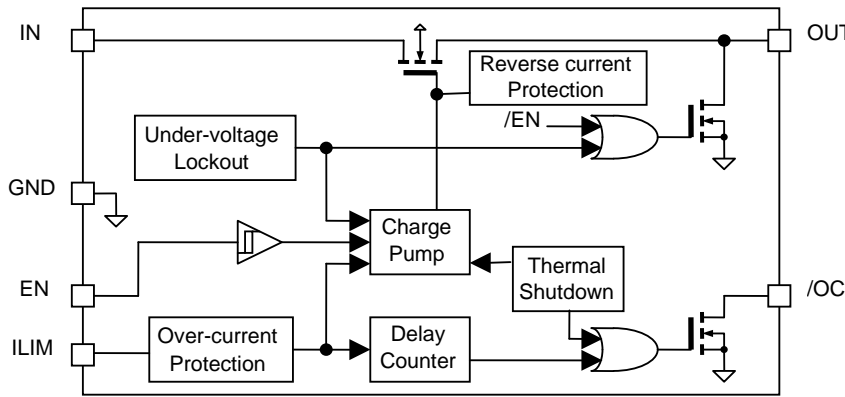 IN
OUT
Reverse current
Protection
/EN
Under-voltage
Lockout
GND
Charge
Pump
EN
Thermal
Shutdown
/OC
ILIM
Over-current
Protection
Delay
Counter